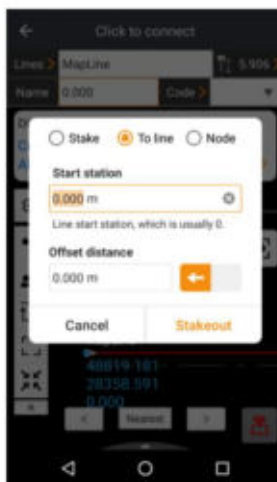 Click to connect
Lines MapLine 5.906
Name 0.000 Code
Stake To line Node
Start station
0.000 m
Line start station, which is usually 0.
Offset distance
0.000 m
Cancel Stakeout
48819.181
28358.591
0.000
Nearest